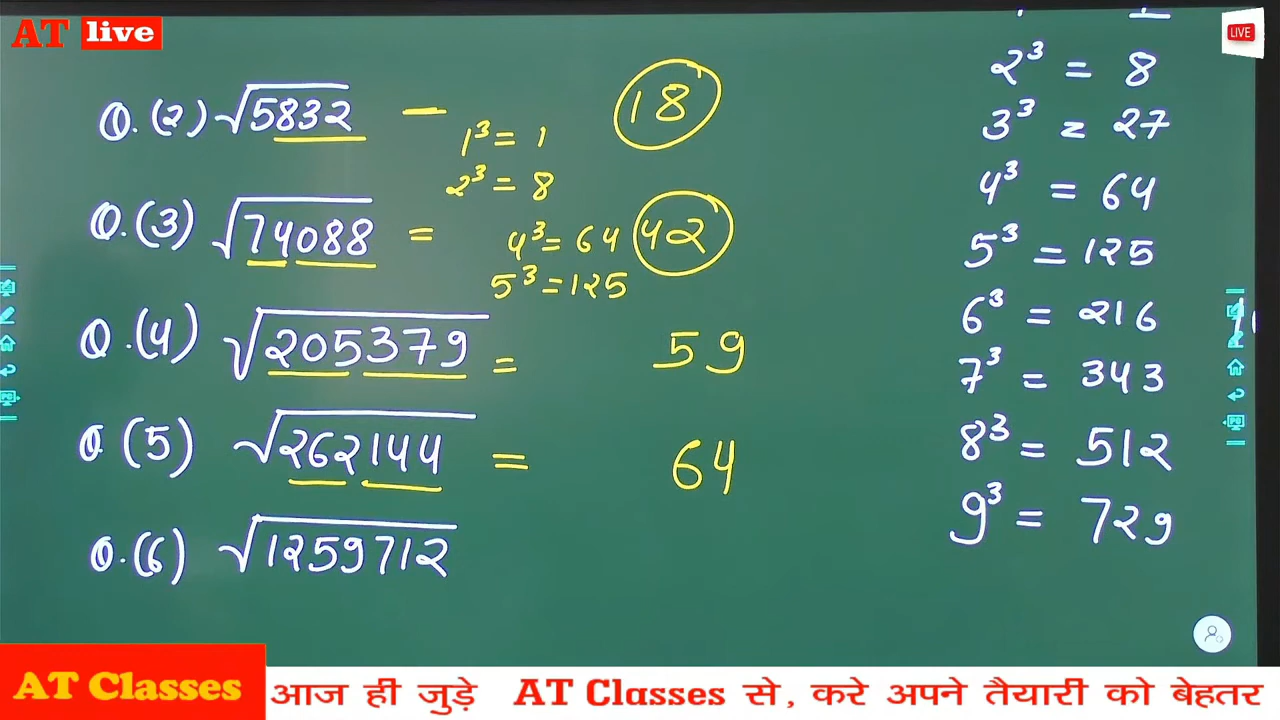 AT live
LIVE
Q.(2) √5832 – 18
1³ = 1
2³ = 8
Q.(3) √74088 = 42
4³ = 64
5³ = 125
Q.(4) √205379 = 59
Q.(5) √262144 = 64
Q.(6) √1259712
2³ = 8
3³ = 27
4³ = 64
5³ = 125
6³ = 216
7³ = 343
8³ = 512
9³ = 729
AT Classes
आज ही जुड़े AT Classes से, करे अपने तैयारी को बेहतर